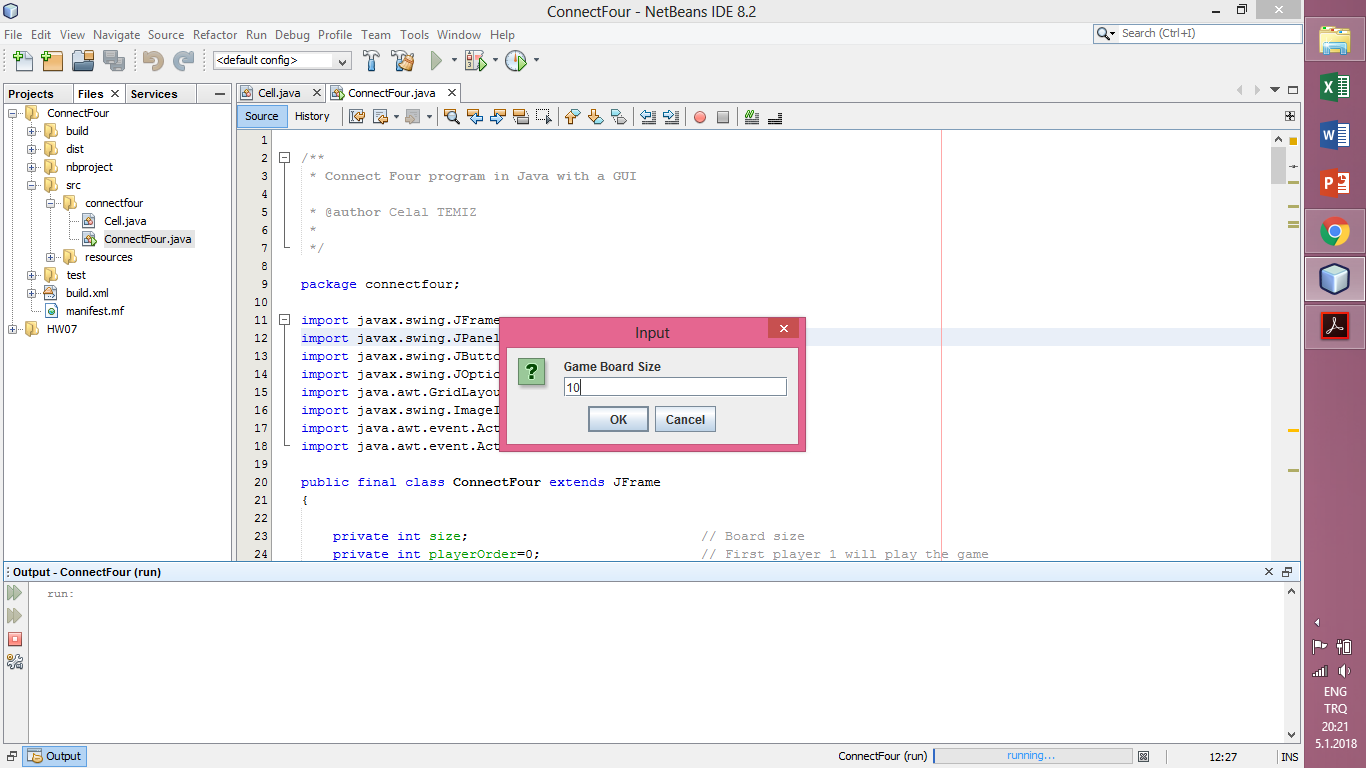 ConnectFour - NetBeans IDE 8.2
File Edit View Navigate Source Refactor Run Debug Profile Team Tools Window Help
Search (Ctrl+I)
<default config>
Projects Files Services
Cell.java ConnectFour.java
Source History
ConnectFour
build
dist
nbproject
src
connectfour
Cell.java
ConnectFour.java
resources
test
build.xml
manifest.mf
HW07
1
2 /**
3 * Connect Four program in Java with a GUI
4
5 * @author Celal TEMIZ
6 *
7 */
8
9 package connectfour;
10
11 import javax.swing.JFrame
12 import javax.swing.JPanel
13 import javax.swing.JButto
14 import javax.swing.JOptio
15 import java.awt.GridLayou
16 import javax.swing.ImageI
17 import java.awt.event.Act
18 import java.awt.event.Act
19
20 public final class ConnectFour extends JFrame
21 {
22
23 private int size; // Board size
24 private int playerOrder=0; // First player 1 will play the game
Input
?
Game Board Size
10
OK Cancel
Output - ConnectFour (run)
run:
Output
ConnectFour (run) running...
12:27 INS
ENG
TRQ
20:21
5.1.2018